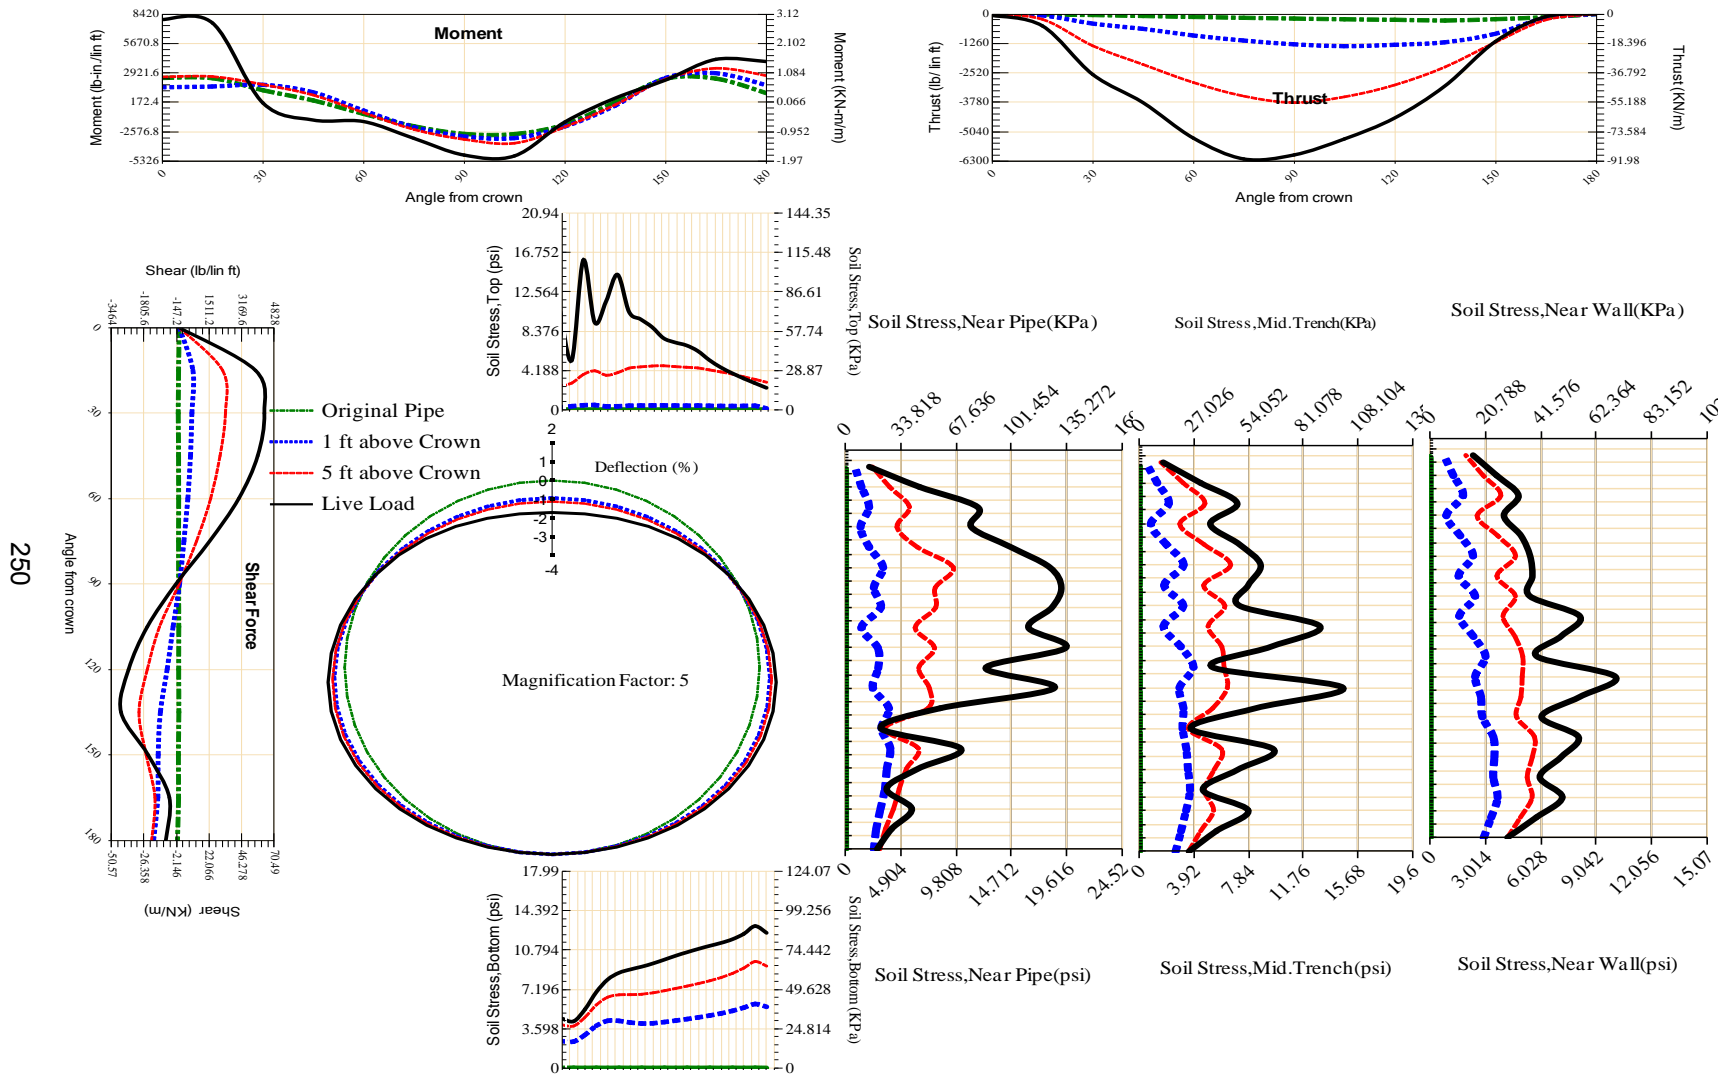 8420
5670.8
2921.6
172.4
-2576.8
-5326
Moment (lb-in./lin ft)
Moment
3.12
2.102
1.084
0.066
-0.952
-1.97
Moment (KN-m/m)
0 30 60 90 120 150 180
Angle from crown
0
-1260
-2520
-3780
-5040
-6300
Thrust (lb/ lin ft)
Thrust
0
-18.396
-36.792
-55.188
-73.584
-91.98
Thrust (KN/m)
0 30 60 90 120 150 180
Angle from crown
20.94
16.752
12.564
8.376
4.188
0
Soil Stress,Top (psi)
144.35
115.48
86.61
57.74
28.87
0
Soil Stress,Top (KPa)
Shear (lb/lin ft)
-3464 -1805.6 -147.2 1511.2 3169.6 4828
0
30
60
90
120
150
180
Angle from crown
Shear Force
-50.57 -26.358 -2.146 22.066 46.278 70.49
Shear (KN/m)
250
Original Pipe
1 ft above Crown
5 ft above Crown
Live Load
2
1
0
-1
-2
-3
-4
Deflection (%)
Magnification Factor: 5
17.99
14.392
10.794
7.196
3.598
0
Soil Stress,Bottom (psi)
124.07
99.256
74.442
49.628
24.814
0
Soil Stress,Bottom (KPa)
Soil Stress,Near Pipe(KPa)
0 33.818 67.636 101.454 135.272
0 4.904 9.808 14.712 19.616 24.52
Soil Stress,Near Pipe(psi)
Soil Stress,Mid.Trench(KPa)
0 27.026 54.052 81.078 108.104
0 3.92 7.84 11.76 15.68 19.6
Soil Stress,Mid.Trench(psi)
Soil Stress,Near Wall(KPa)
0 20.788 41.576 62.364 83.152
0 3.014 6.028 9.042 12.056 15.07
Soil Stress,Near Wall(psi)